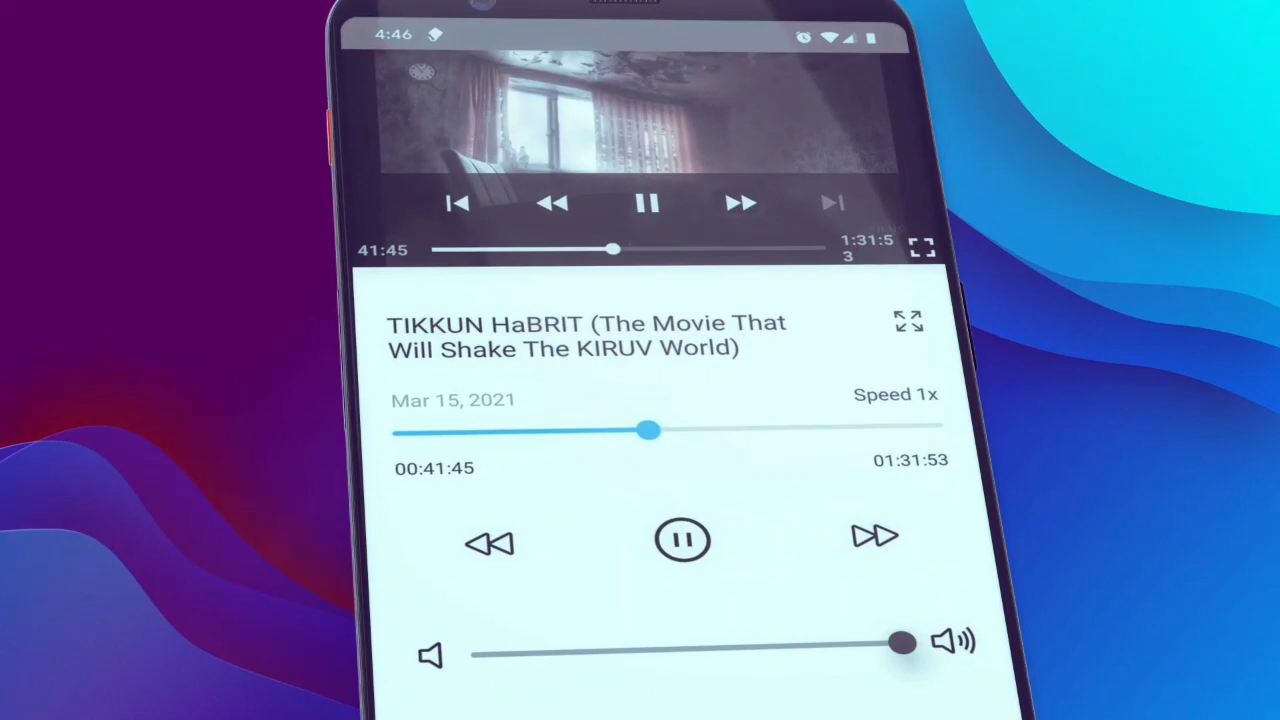 4:46
41:45
1:31:5
3
TIKKUN HaBRIT (The Movie That
Will Shake The KIRUV World)
Mar 15, 2021
Speed 1x
00:41:45
01:31:53